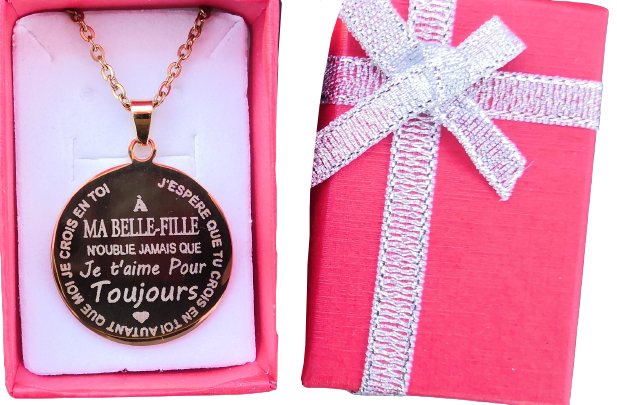 J'ESPÈRE QUE TU CROIS EN TOI AUTANT QUE MOI JE CROIS EN TOI
À
MA BELLE-FILLE
N'OUBLIE JAMAIS QUE
Je t'aime Pour
Toujours